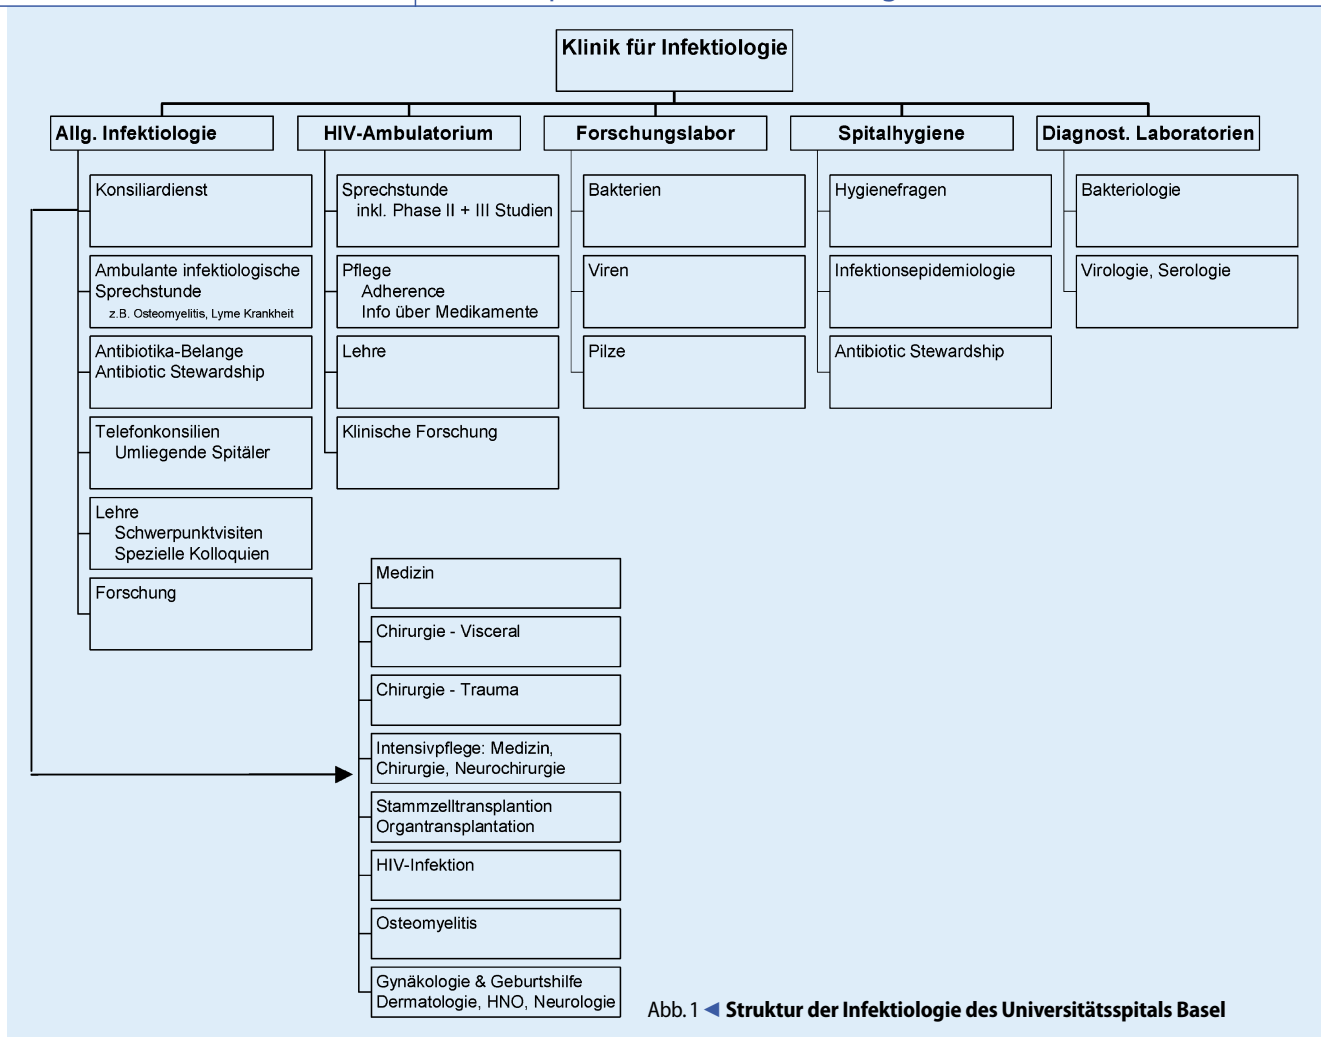 Klinik für Infektiologie
Allg. Infektiologie
HIV-Ambulatorium
Forschungslabor
Spitalhygiene
Diagnost. Laboratorien
Konsiliardienst
Ambulante infektiologische
Sprechstunde
z.B. Osteomyelitis, Lyme Krankheit
Antibiotika-Belange
Antibiotic Stewardship
Telefonkonsilien
Umliegende Spitäler
Lehre
Schwerpunktvisiten
Spezielle Kolloquien
Forschung
Sprechstunde
inkl. Phase II + III Studien
Pflege
Adherence
Info über Medikamente
Lehre
Klinische Forschung
Bakterien
Viren
Pilze
Hygienefragen
Infektionsepidemiologie
Antibiotic Stewardship
Bakteriologie
Virologie, Serologie
Medizin
Chirurgie - Visceral
Chirurgie - Trauma
Intensivpflege: Medizin,
Chirurgie, Neurochirurgie
Stammzelltransplantion
Organtransplantation
HIV-Infektion
Osteomyelitis
Gynäkologie & Geburtshilfe
Dermatologie, HNO, Neurologie
Abb. 1 ◄ Struktur der Infektiologie des Universitätsspitals Basel